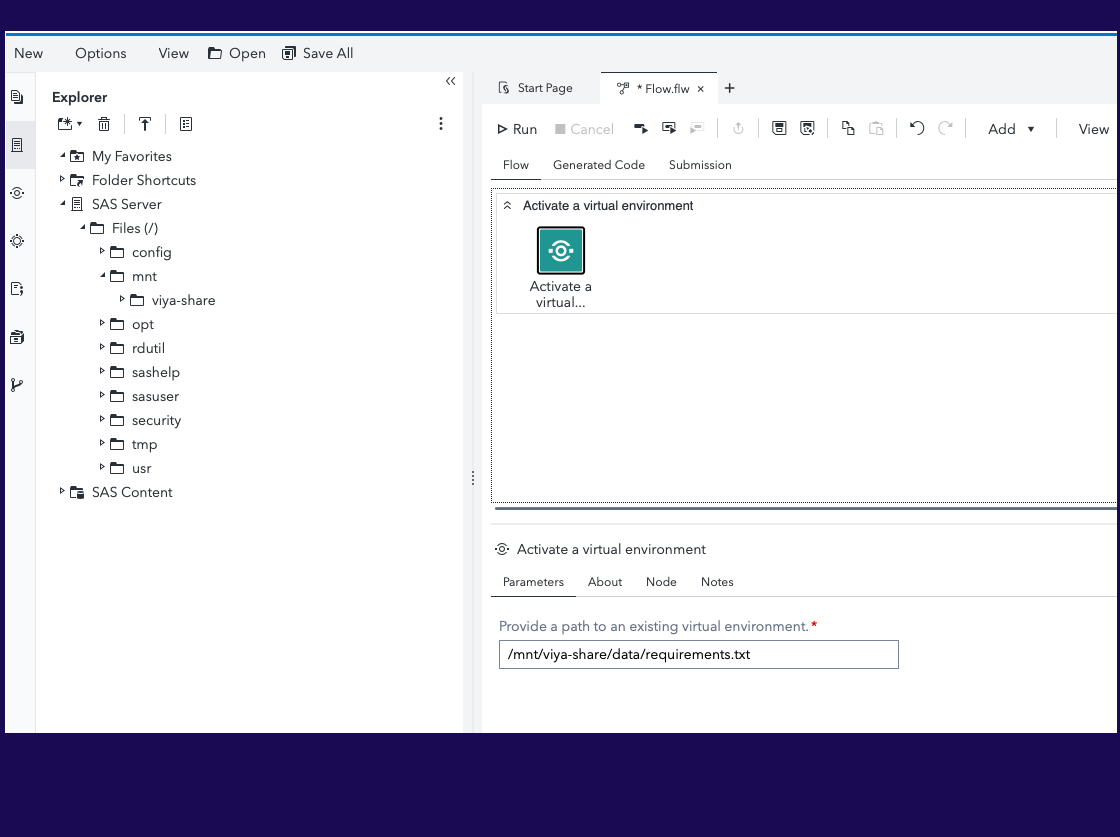 New Options View Open Save All
Explorer
My Favorites
Folder Shortcuts
SAS Server
Files (/)
config
mnt
viya-share
opt
rdutil
sashelp
sasuser
security
tmp
usr
SAS Content
Start Page * Flow.flw × +
Run Cancel Add View
Flow Generated Code Submission
Activate a virtual environment
Activate a
virtual...
Activate a virtual environment
Parameters About Node Notes
Provide a path to an existing virtual environment.*
/mnt/viya-share/data/requirements.txt